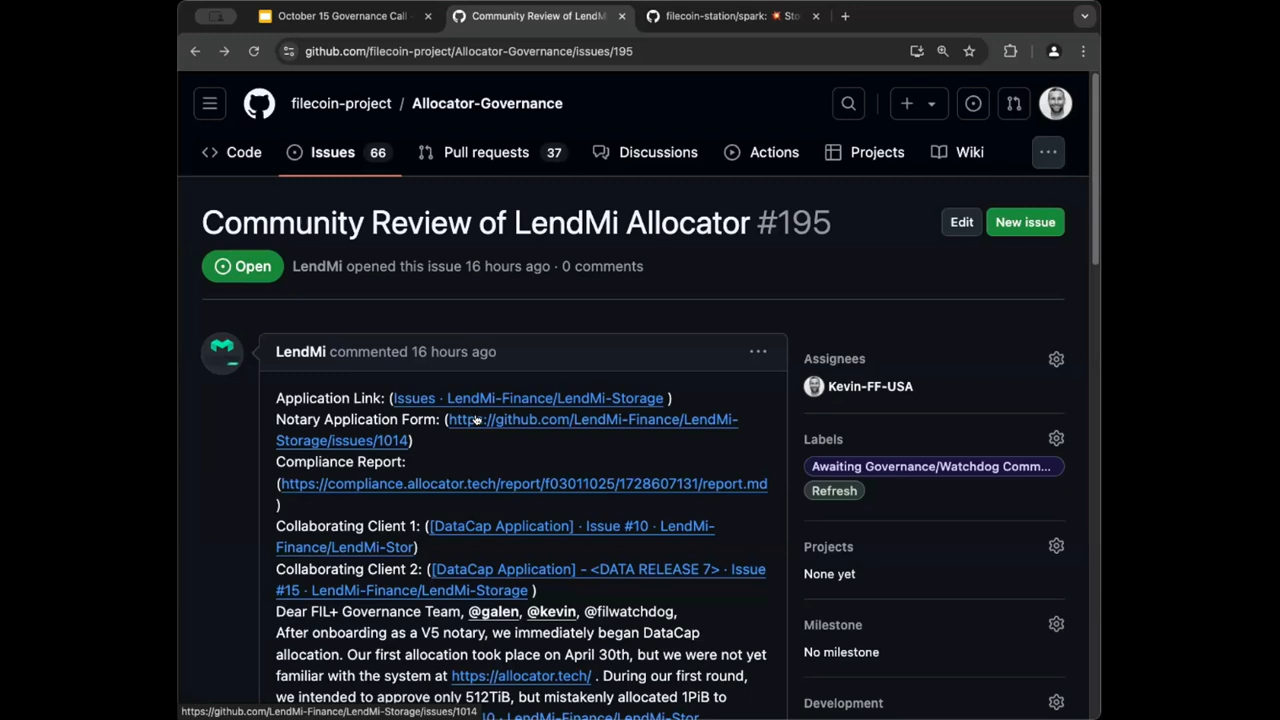 October 15 Governance Call
Community Review of LendM
filecoin-station/spark: 💥 Sto
github.com/filecoin-project/Allocator-Governance/issues/195
filecoin-project / Allocator-Governance
Code
Issues 66
Pull requests 37
Discussions
Actions
Projects
Wiki
Community Review of LendMi Allocator #195
Edit
New issue
Open
LendMi opened this issue 16 hours ago · 0 comments
LendMi commented 16 hours ago
Application Link: (Issues · LendMi-Finance/LendMi-Storage )
Notary Application Form: (https://github.com/LendMi-Finance/LendMi-
Storage/issues/1014)
Compliance Report:
(https://compliance.allocator.tech/report/f03011025/1728607131/report.md
)
Collaborating Client 1: ([DataCap Application] · Issue #10 · LendMi-
Finance/LendMi-Stor)
Collaborating Client 2: ([DataCap Application] - <DATA RELEASE 7> · Issue
#15 · LendMi-Finance/LendMi-Storage )
Dear FIL+ Governance Team, @galen, @kevin, @filwatchdog,
After onboarding as a V5 notary, we immediately began DataCap
allocation. Our first allocation took place on April 30th, but we were not yet
familiar with the system at https://allocator.tech/ . During our first round,
we intended to approve only 512TiB, but mistakenly allocated 1PiB to
10 · LendMi-Finance/LendMi-Stor
Assignees
Kevin-FF-USA
Labels
Awaiting Governance/Watchdog Comm...
Refresh
Projects
None yet
Milestone
No milestone
Development
https://github.com/LendMi-Finance/LendMi-Storage/issues/1014